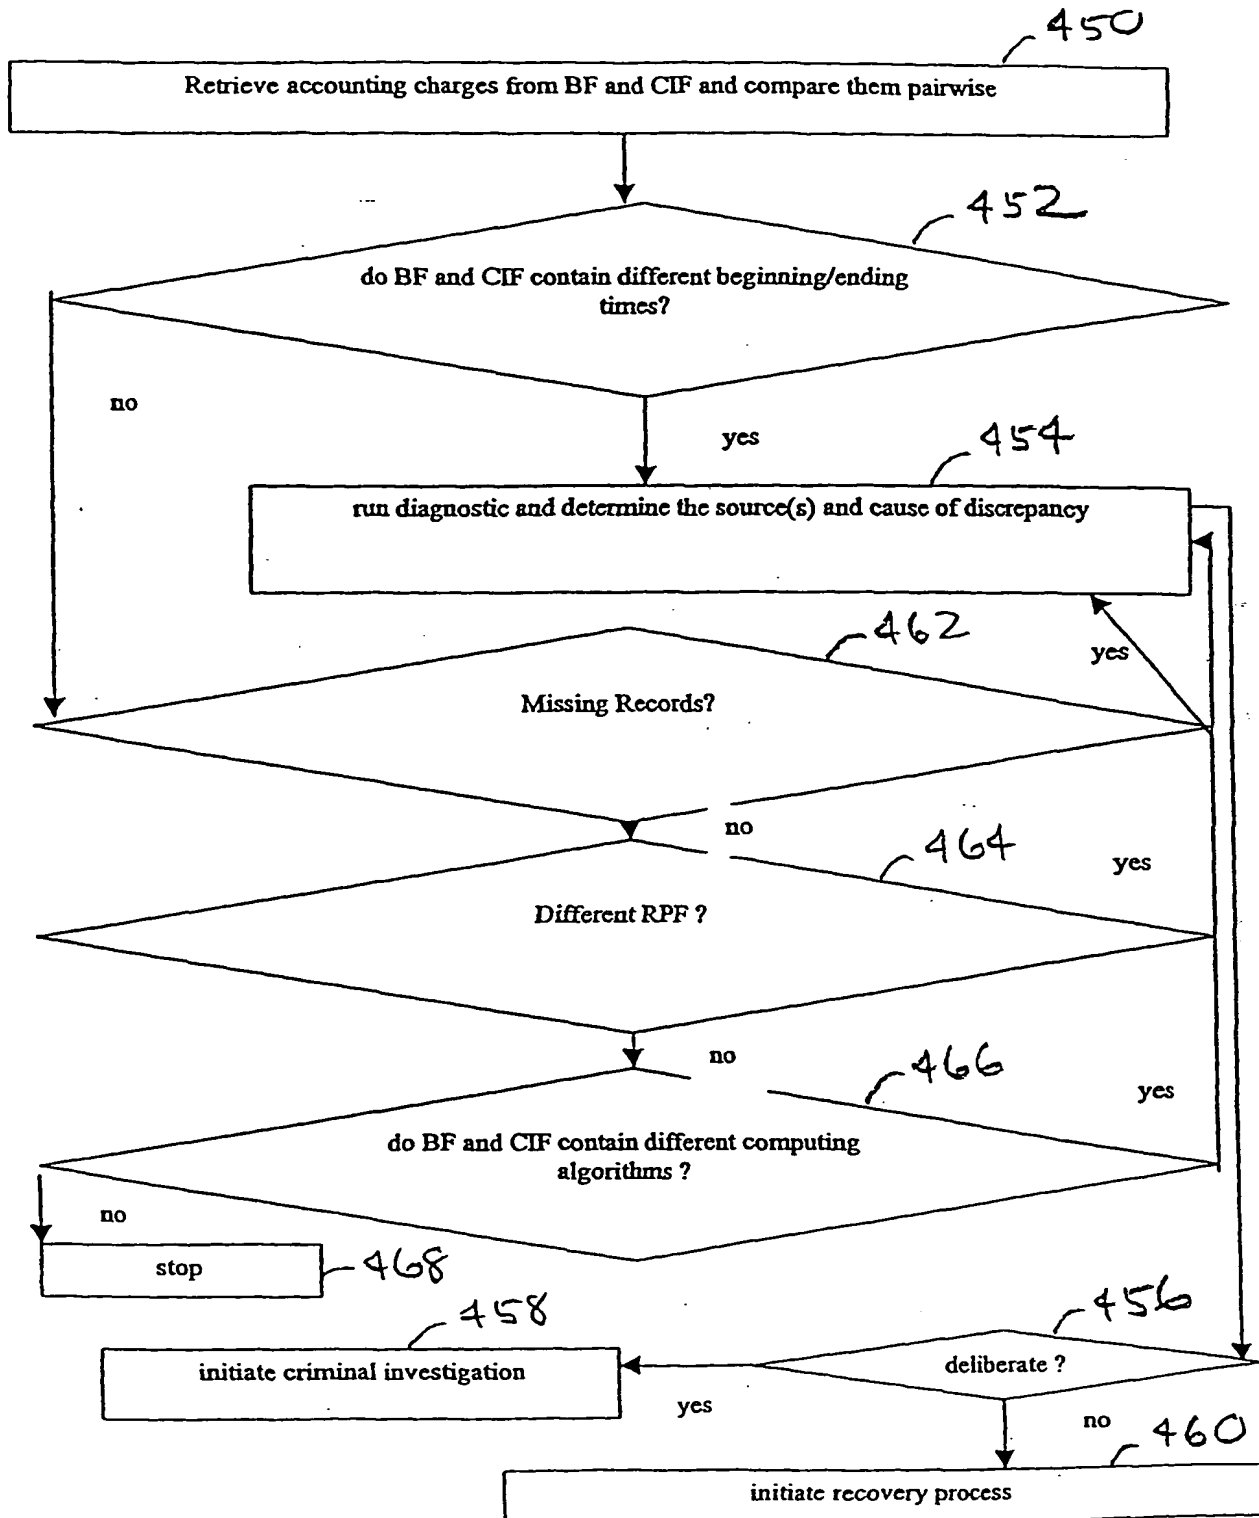 450
Retrieve accounting charges from BF and CIF and compare them pairwise
452
do BF and CIF contain different beginning/ending
times?
no
yes
454
run diagnostic and determine the source(s) and cause of discrepancy
462
yes
Missing Records?
no
464
yes
Different RPF ?
no
466
yes
do BF and CIF contain different computing
algorithms ?
no
stop
468
458
456
initiate criminal investigation
deliberate ?
yes
no
460
initiate recovery process